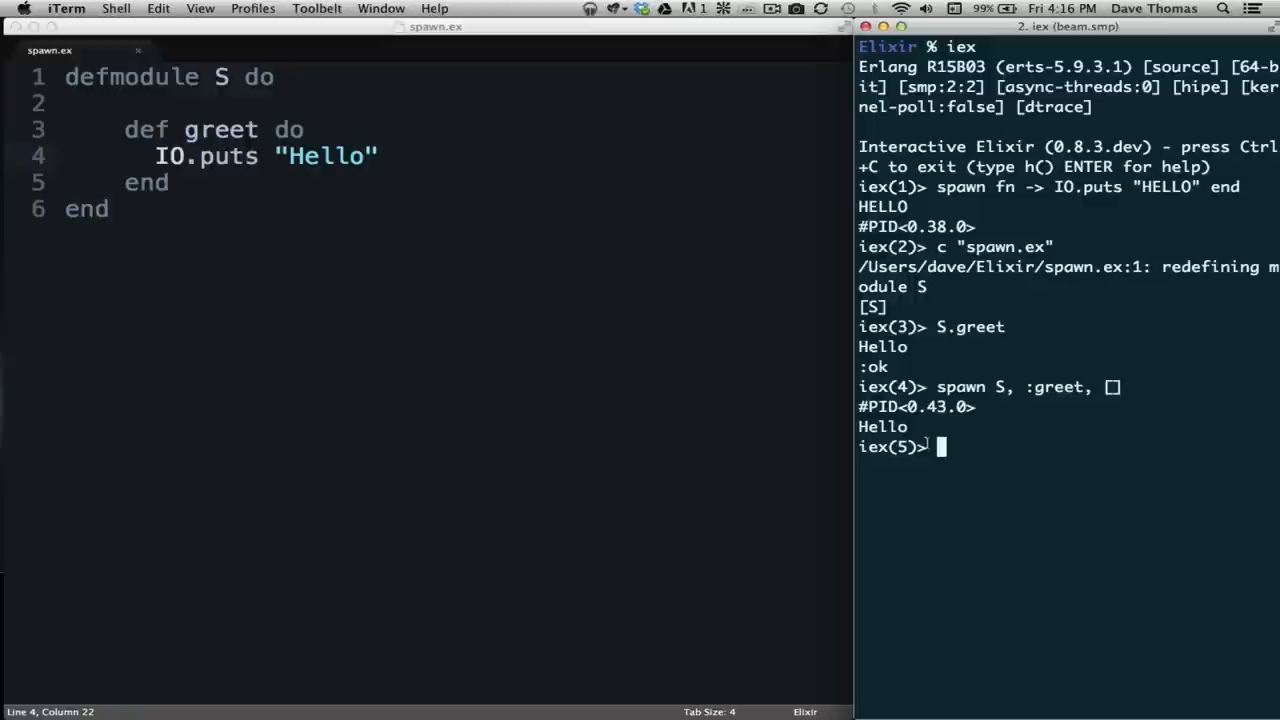 iTerm Shell Edit View Profiles Toolbelt Window Help 1 99% Fri 4:16 PM Dave Thomas
spawn.ex
2. iex (beam.smp)
spawn.ex
1 defmodule S do
2
3 def greet do
4 IO.puts "Hello"
5 end
6 end
Elixir % iex
Erlang R15B03 (erts-5.9.3.1) [source] [64-b
it] [smp:2:2] [async-threads:0] [hipe] [ker
nel-poll:false] [dtrace]
Interactive Elixir (0.8.3.dev) - press Ctrl
+C to exit (type h() ENTER for help)
iex(1)> spawn fn -> IO.puts "HELLO" end
HELLO
#PID<0.38.0>
iex(2)> c "spawn.ex"
/Users/dave/Elixir/spawn.ex:1: redefining m
odule S
[S]
iex(3)> S.greet
Hello
:ok
iex(4)> spawn S, :greet, []
#PID<0.43.0>
Hello
iex(5)>
Line 4, Column 22
Tab Size: 4
Elixir